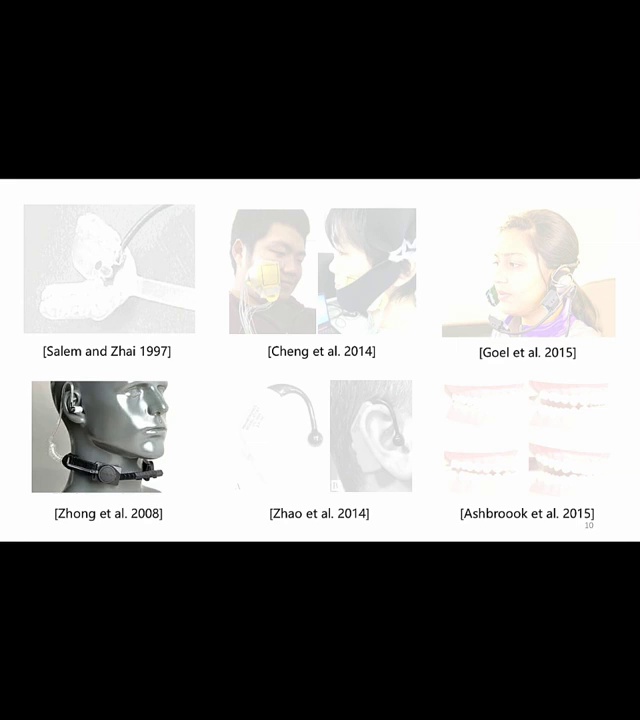 [Salem and Zhai 1997]
[Cheng et al. 2014]
[Goel et al. 2015]
[Zhong et al. 2008]
[Zhao et al. 2014]
[Ashbroook et al. 2015]
10